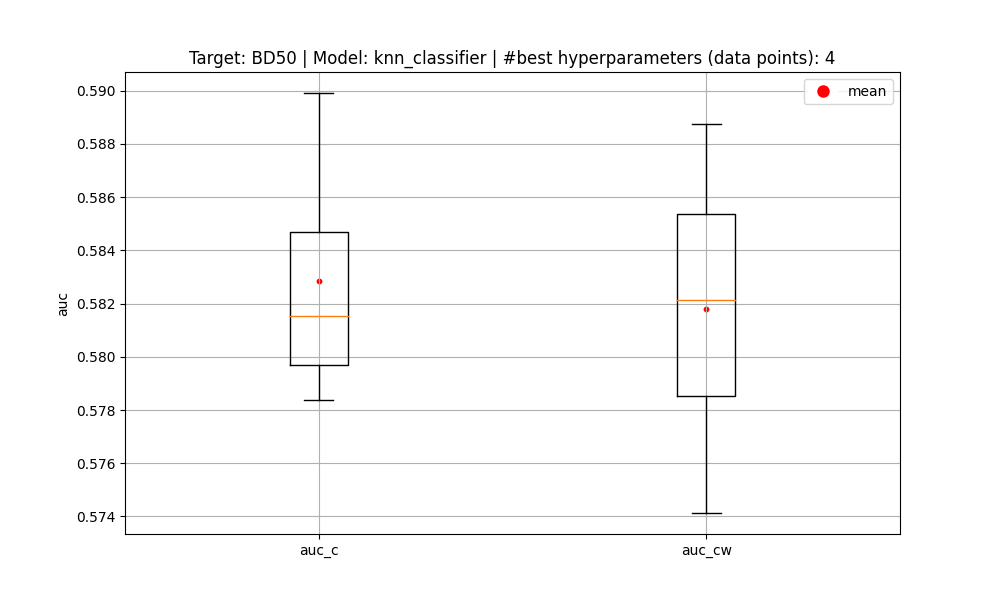 Target: BD50 | Model: knn_classifier | #best hyperparameters (data points): 4
mean
0.590
0.588
0.586
0.584
0.582
0.580
0.578
0.576
0.574
auc
auc_c
auc_cw